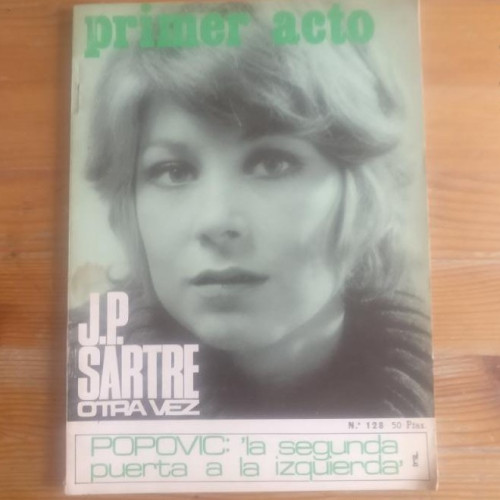 primer acto
J.P.
SARTRE
OTRA VEZ
N.º 128 50 Ptas.
POPOVIC: "la segunda
puerta a la izquierda"